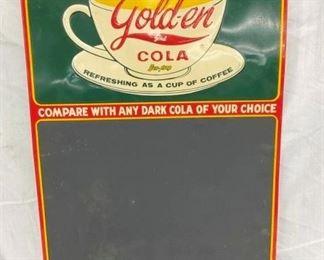 Gold-en
COLA
REFRESHING AS A CUP OF COFFEE
COMPARE WITH ANY DARK COLA OF YOUR CHOICE